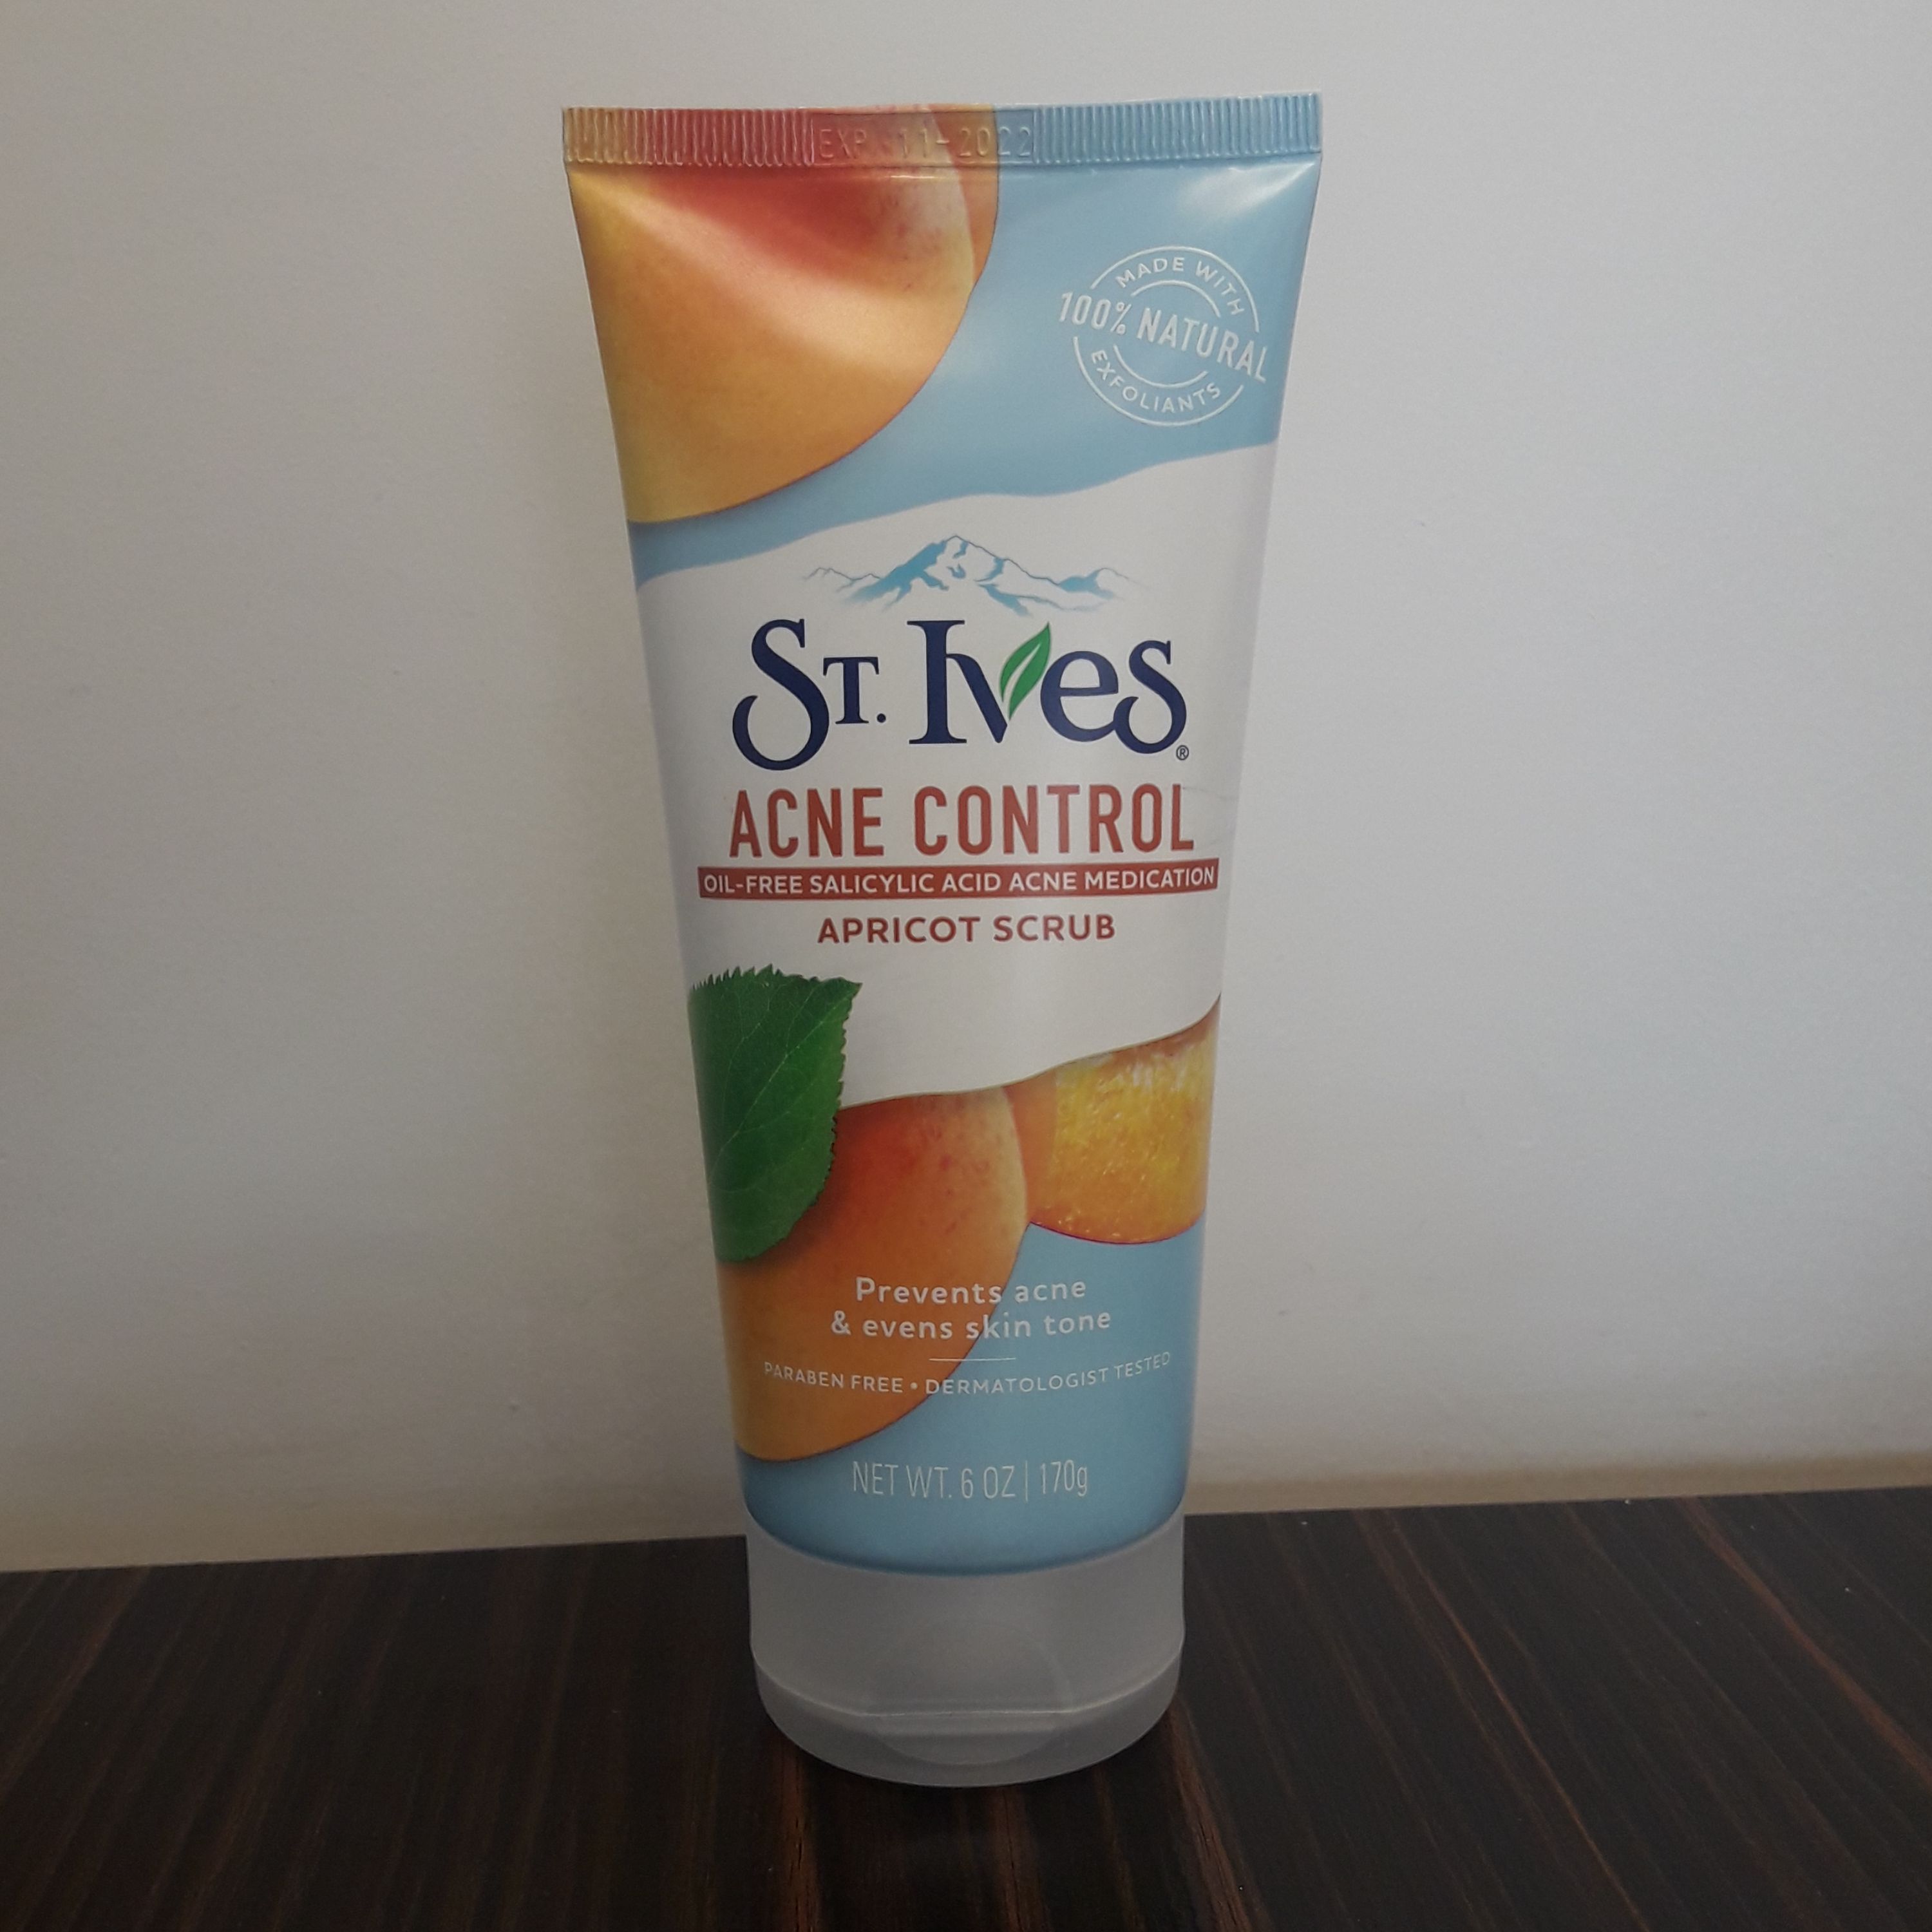 EXP. 11-2022
MADE WITH
100% NATURAL
EXFOLIANTS
ST. Ives®
ACNE CONTROL
OIL-FREE SALICYLIC ACID ACNE MEDICATION
APRICOT SCRUB
Prevents acne
& evens skin tone
PARABEN FREE • DERMATOLOGIST TESTED
NET WT. 6 OZ | 170g